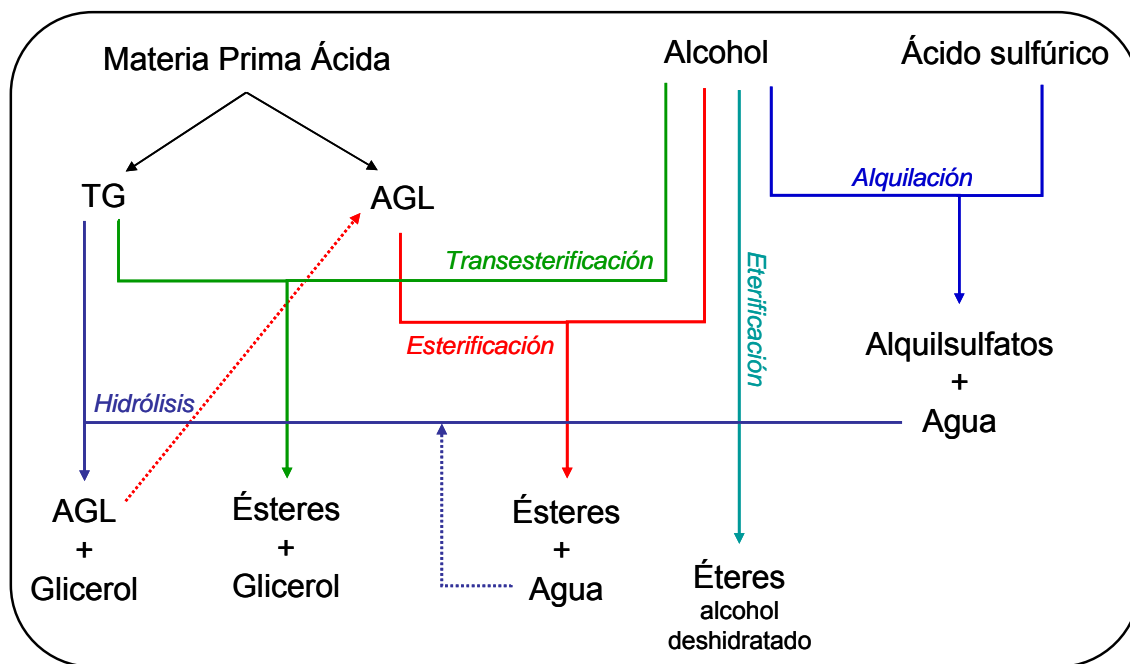 Materia Prima Ácida
Alcohol
Ácido sulfúrico
TG
AGL
Alquilación
Transesterificación
Eterificación
Esterificación
Alquilsulfatos
+
Agua
Hidrólisis
AGL
+
Glicerol
Ésteres
+
Glicerol
Ésteres
+
Agua
Éteres
alcohol
deshidratado